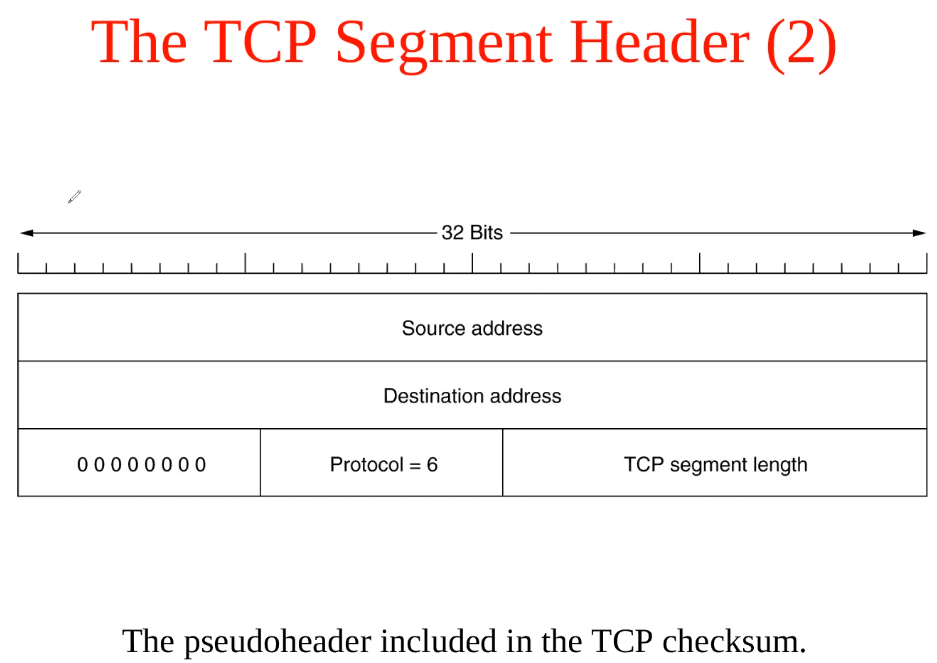 The TCP Segment Header (2)
32 Bits
Source address
Destination address
0 0 0 0 0 0 0 0
Protocol = 6
TCP segment length
The pseudoheader included in the TCP checksum.